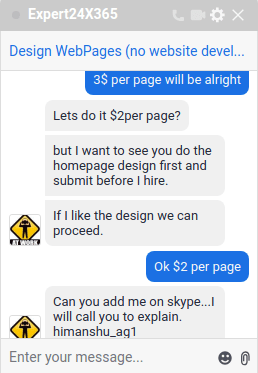 Expert24X365
Design WebPages (no website devel...
3$ per page will be alright
Lets do it $2per page?
but I want to see you do the
homepage design first and
submit before I hire.
If I like the design we can
proceed.
AT WORK
Ok $2 per page
Can you add me on skype...I
will call you to explain.
himanshu_ag1
Enter your message...